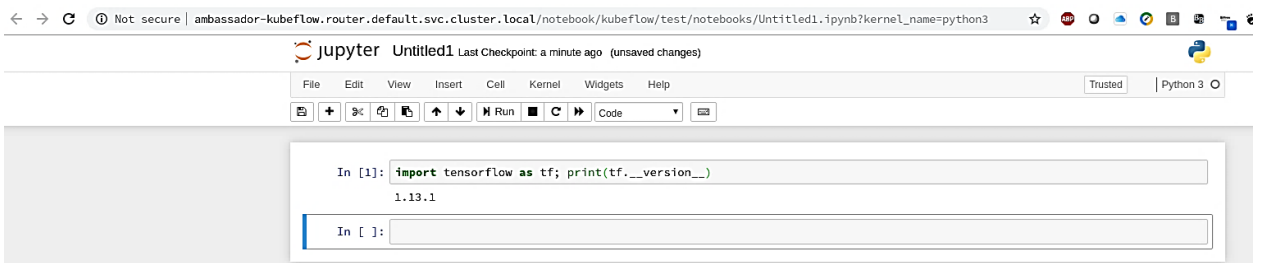 Not secure | ambassador-kubeflow.router.default.svc.cluster.local/notebook/kubeflow/test/notebooks/Untitled1.ipynb?kernel_name=python3
ABP
jupyter Untitled1 Last Checkpoint: a minute ago (unsaved changes)
File Edit View Insert Cell Kernel Widgets Help Trusted Python 3
Run Code
In [1]: import tensorflow as tf; print(tf.__version__)
1.13.1
In [ ]: